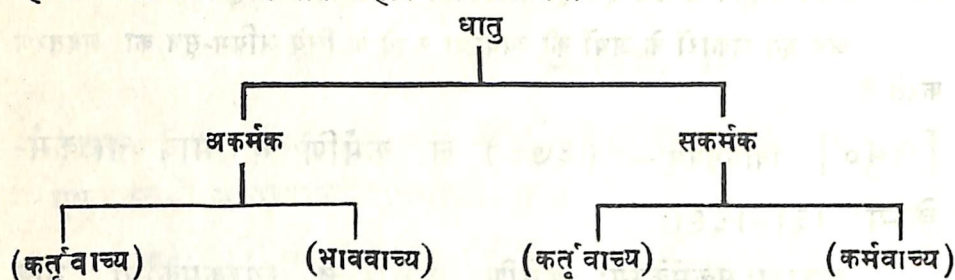 धातु
अकर्मक सकर्मक
(कर्तृवाच्य) (भाववाच्य) (कर्तृवाच्य) (कर्मवाच्य)